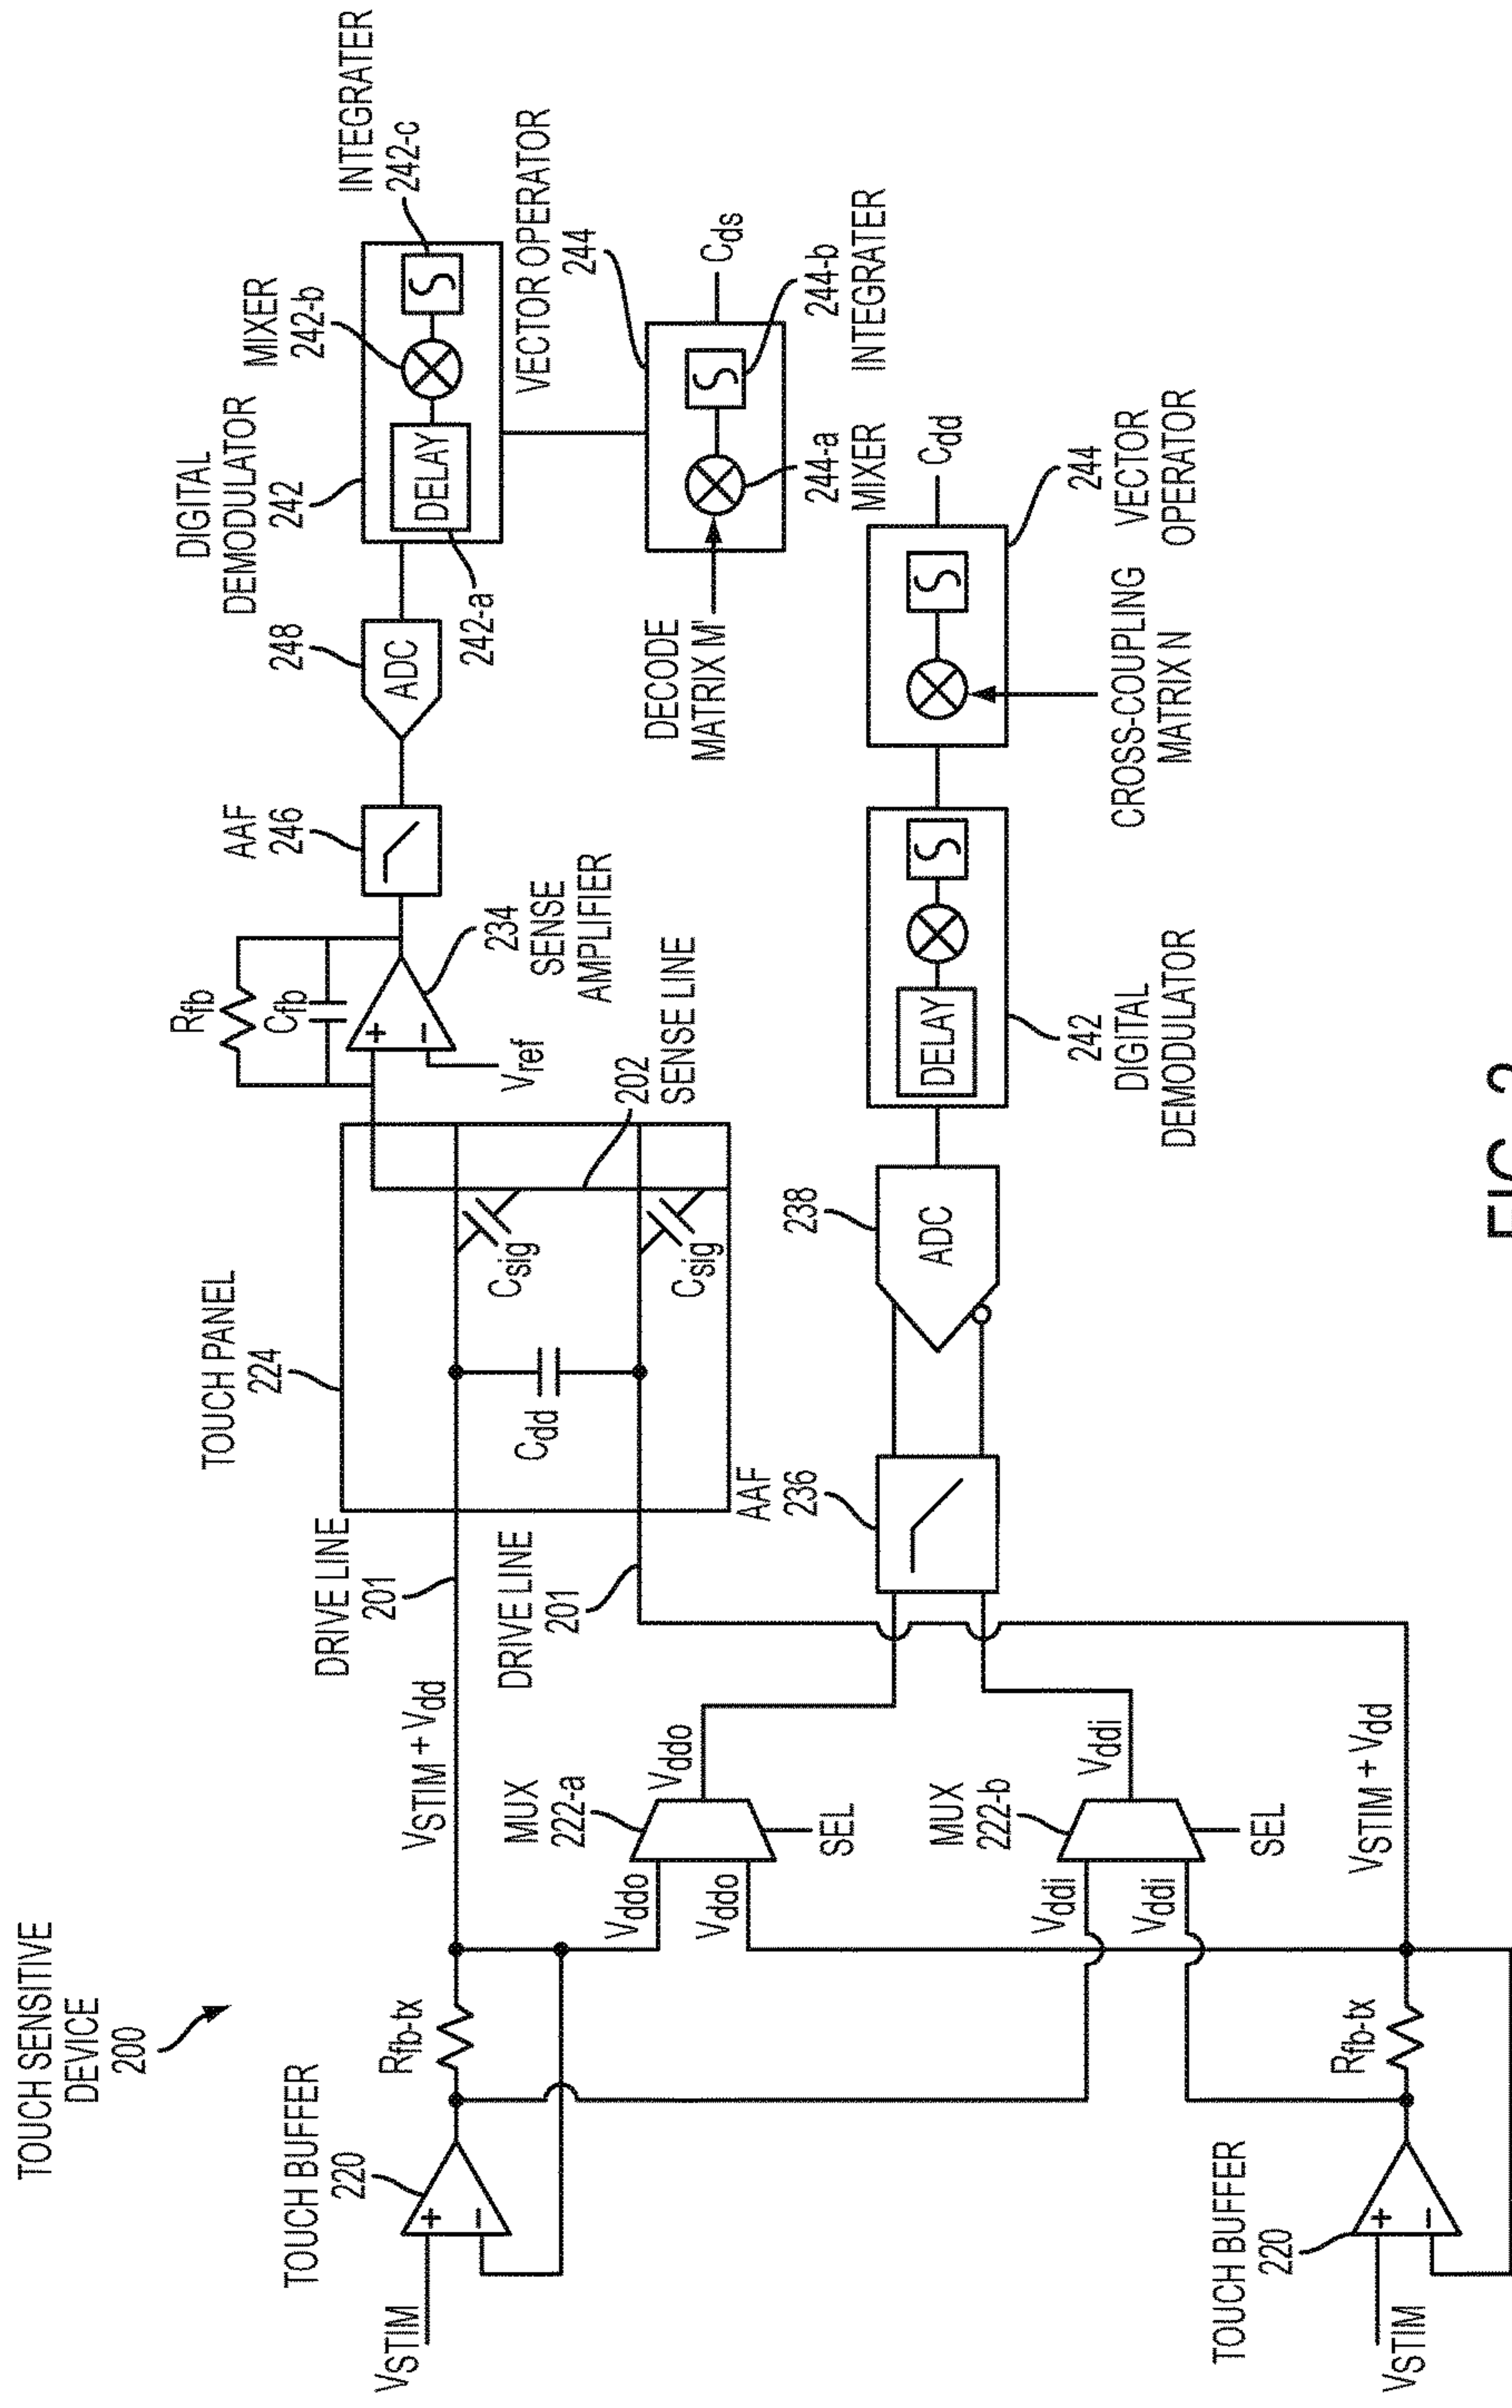 TOUCH SENSITIVE
DEVICE
200
TOUCH BUFFER
220
VSTIM
+
−
Rfb-tx
VSTIM + Vdd
DRIVE LINE
201
DRIVE LINE
201
TOUCH PANEL
224
Cdd
Csig
Csig
202
SENSE LINE
Rfb
Cfb
+
−
Vref
234
SENSE
AMPLIFIER
AAF
246
248
ADC
DIGITAL
DEMODULATOR
242
DELAY
242-a
MIXER
242-b
INTEGRATER
242-c
VECTOR OPERATOR
244
Cds
244-b
INTEGRATER
244-a
MIXER
DECODE
MATRIX M'
Vddo
Vddo
MUX
222-a
SEL
Vddo
Vddi
Vddi
MUX
222-b
SEL
Vddi
AAF
236
238
ADC
DELAY
242
DIGITAL
DEMODULATOR
Cdd
244
VECTOR
OPERATOR
CROSS-COUPLING
MATRIX N
TOUCH BUFFER
220
VSTIM
+
−
Rfb-tx
VSTIM + Vdd